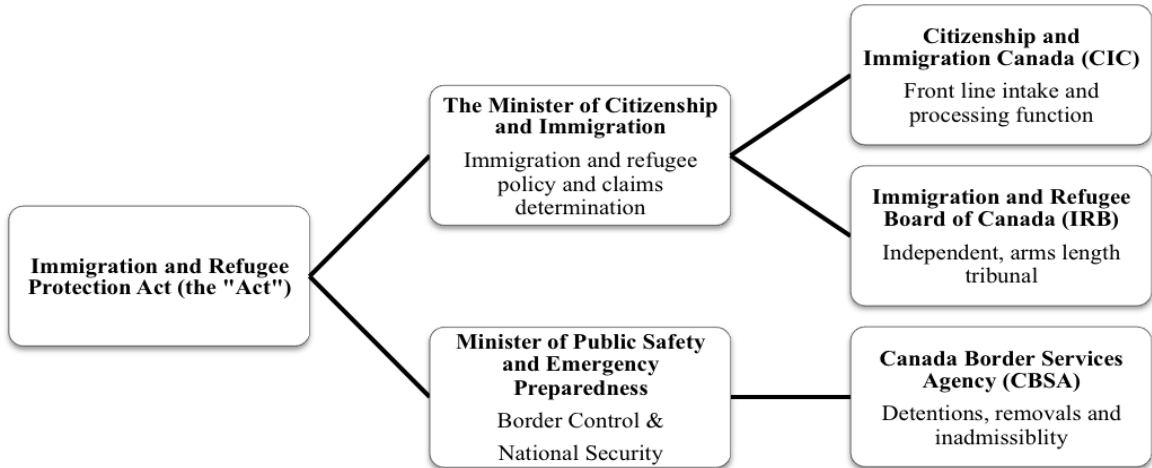 Immigration and Refugee
Protection Act (the "Act")
The Minister of Citizenship
and Immigration
Immigration and refugee
policy and claims
determination
Citizenship and
Immigration Canada (CIC)
Front line intake and
processing function
Immigration and Refugee
Board of Canada (IRB)
Independent, arms length
tribunal
Minister of Public Safety
and Emergency
Preparedness
Border Control &
National Security
Canada Border Services
Agency (CBSA)
Detentions, removals and
inadmissiblity